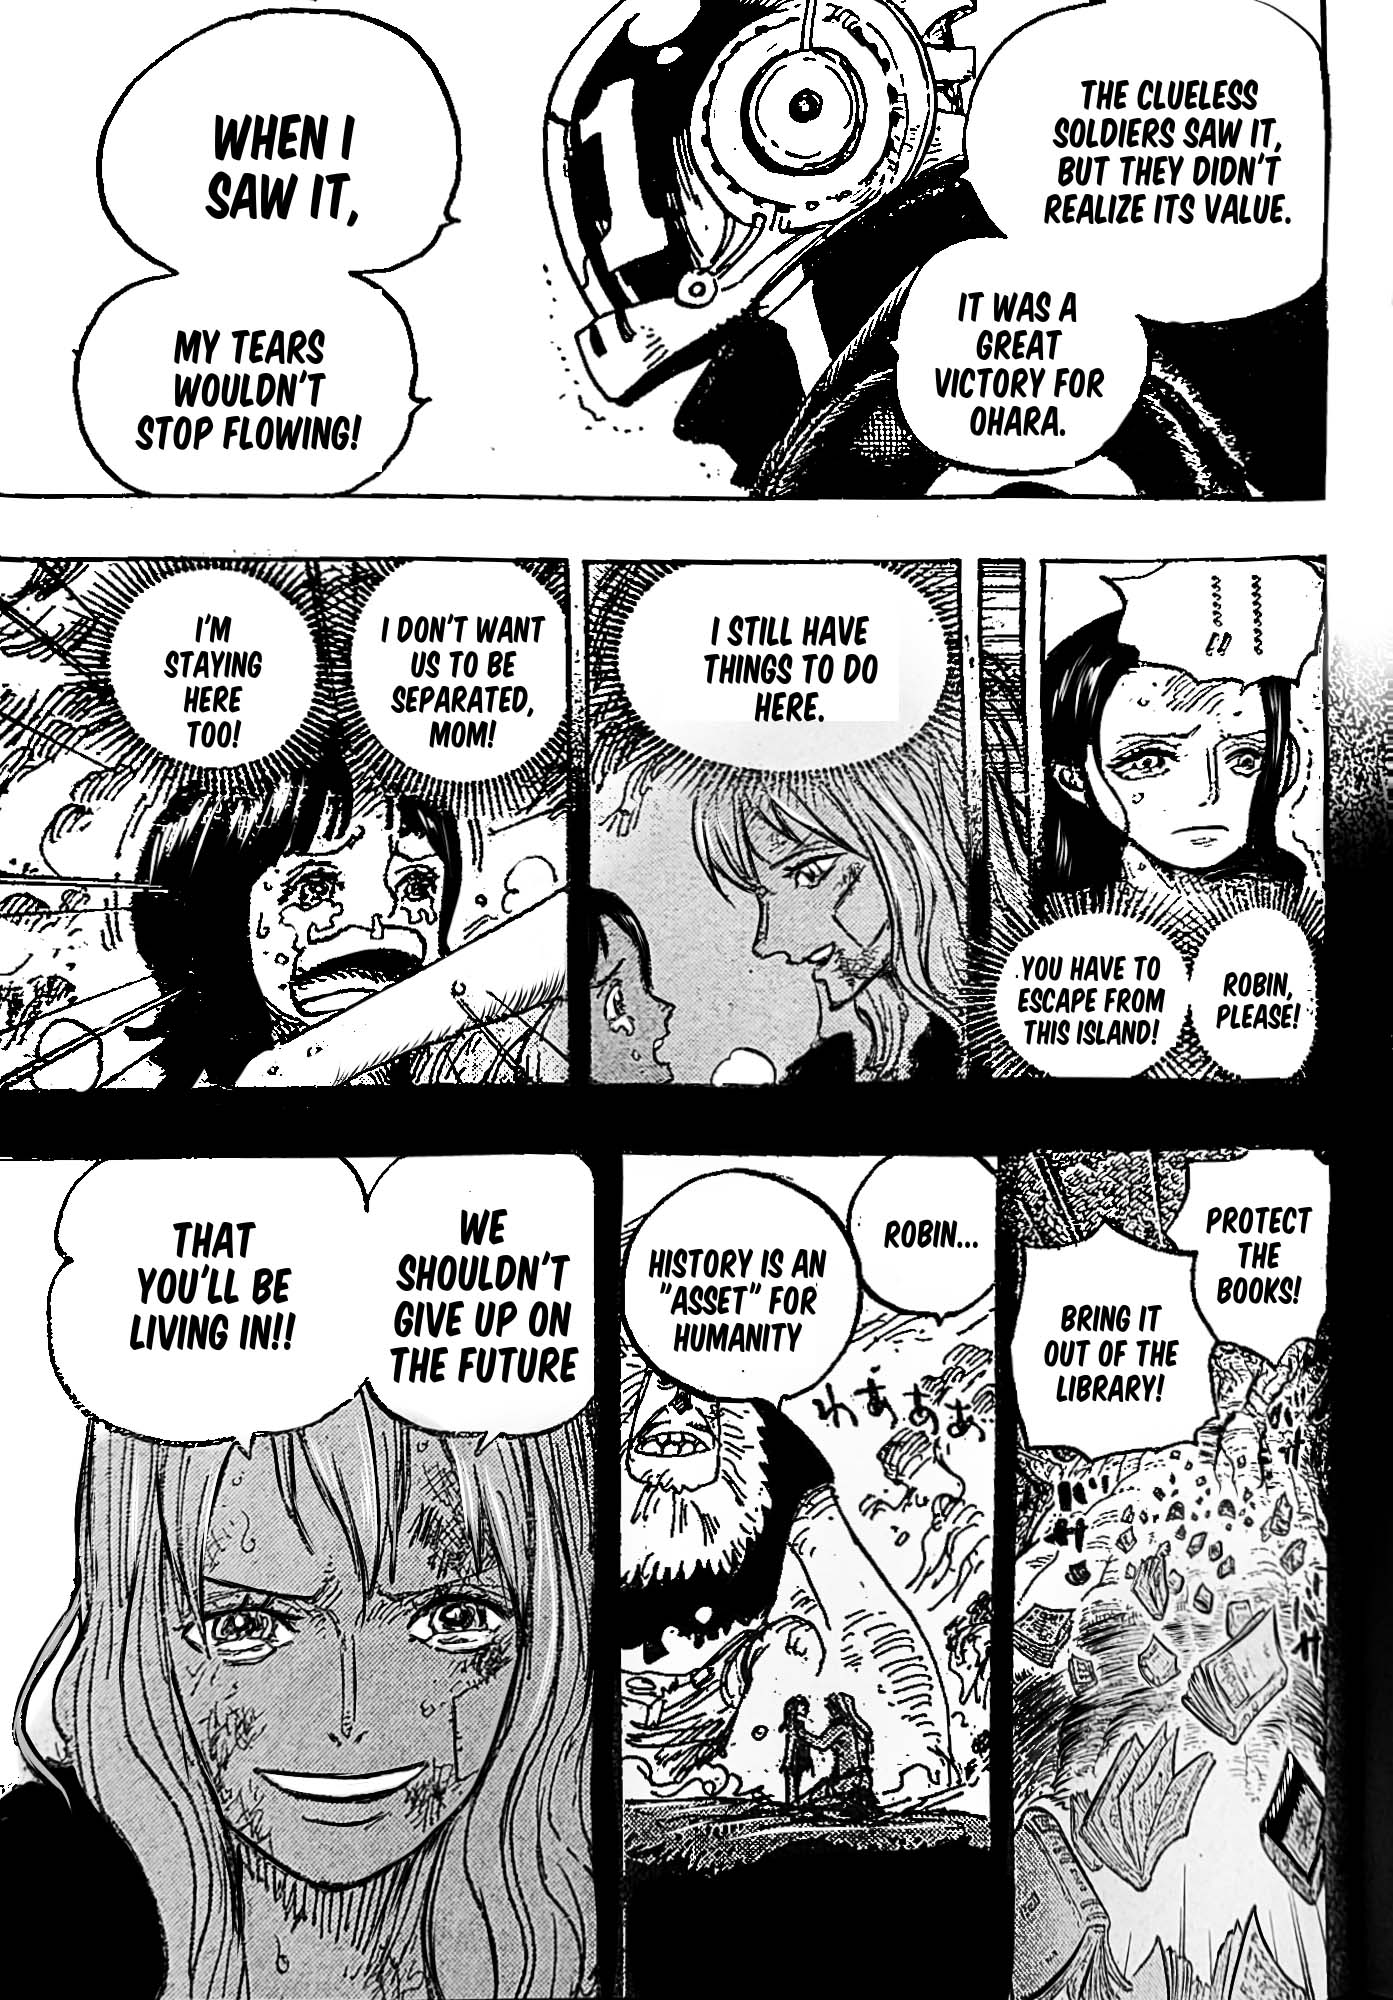 THE CLUELESS
SOLDIERS SAW IT,
BUT THEY DIDN'T
REALIZE ITS VALUE.
IT WAS A
GREAT
VICTORY FOR
OHARA.
WHEN I
SAW IT,
MY TEARS
WOULDN'T
STOP FLOWING!
ROBIN,
PLEASE!
YOU HAVE TO
ESCAPE FROM
THIS ISLAND!
I STILL HAVE
THINGS TO DO
HERE.
I DON'T WANT
US TO BE
SEPARATED,
MOM!
I'M
STAYING
HERE
TOO!
PROTECT
THE
BOOKS!
BRING IT
OUT OF THE
LIBRARY!
ROBIN...
HISTORY IS AN
"ASSET" FOR
HUMANITY
わああああ
WE
SHOULDN'T
GIVE UP ON
THE FUTURE
THAT
YOU'LL BE
LIVING IN!!